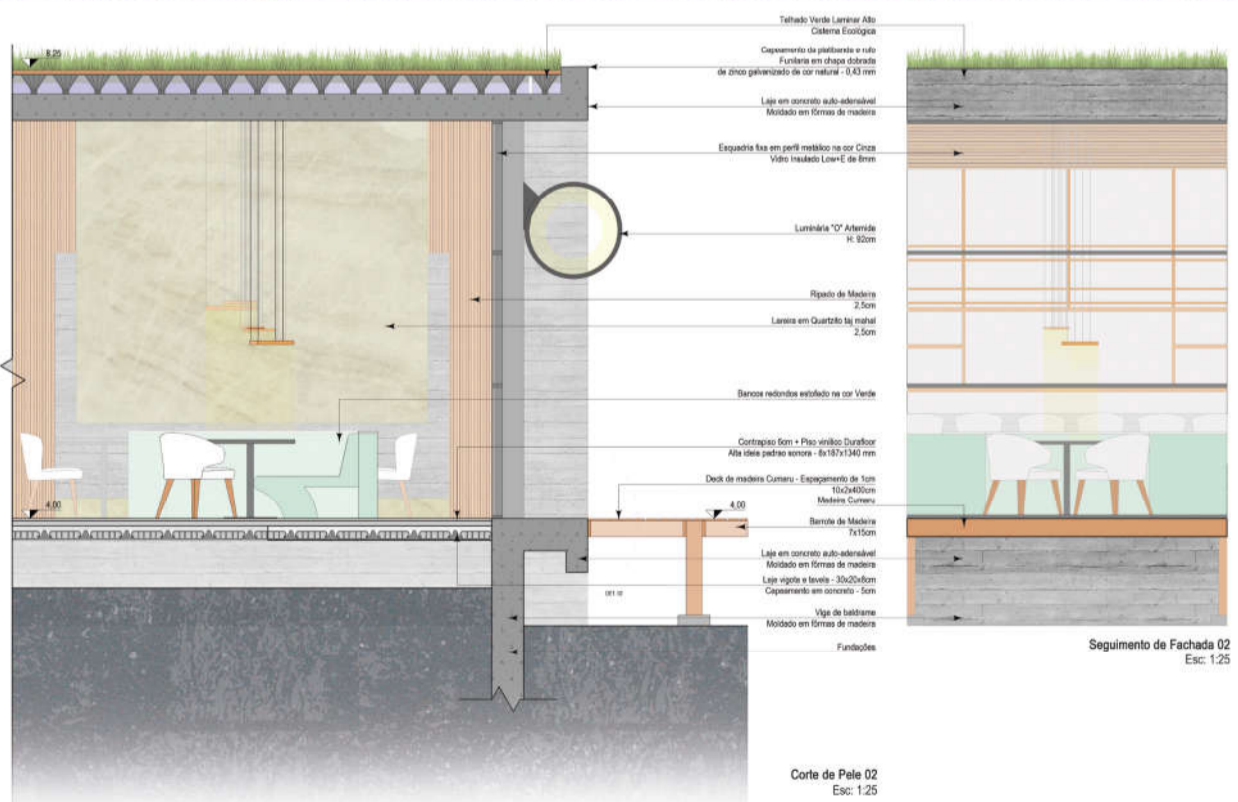 Telhado Verde Laminar Alto
Cisterna Ecológica
8.25
Capeamento da platibanda e rufo
Funilaria em chapa dobrada
de zinco galvanizado de cor natural - 0,43 mm
Laje em concreto auto-adensável
Moldado em fôrmas de madeira
Esquadria fixa em perfil metálico na cor Cinza
Vidro Insulado Low+E de 8mm
Luminária "O" Artemide
H: 92cm
Ripado de Madeira
2,5cm
Lareira em Quartzito taj mahal
2,5cm
Bancos redondos estofado na cor Verde
Contrapiso 5cm + Piso vinílico Durafloor
Alta ideia padrao sonora - 6x187x1340 mm
Deck de madeira Cumaru - Espaçamento de 1cm
10x2x400cm
Madeira Cumaru
4.00
4.00
Barrote de Madeira
7x15cm
Laje em concreto auto-adensável
Moldado em fôrmas de madeira
Laje vigota e tavela - 30x20x8cm
Capeamento em concreto - 5cm
Viga de baldrame
Moldado em fôrmas de madeira
Fundações
Seguimento de Fachada 02
Esc: 1:25
Corte de Pele 02
Esc: 1:25